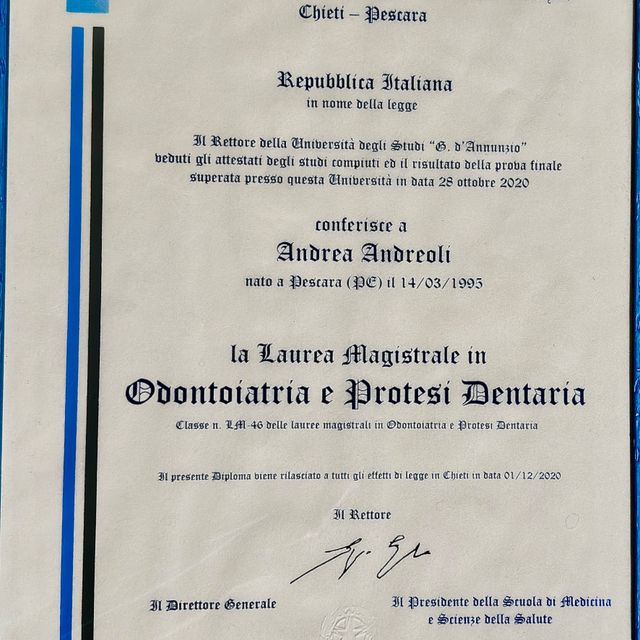 Chieti – Pescara
Repubblica Italiana
in nome della legge
Il Rettore della Università degli Studi "G. d'Annunzio"
veduti gli attestati degli studi compiuti ed il risultato della prova finale
superata presso questa Università in data 28 ottobre 2020
conferisce a
Andrea Andreoli
nato a Pescara (PE) il 14/03/1995
la Laurea Magistrale in
Odontoiatria e Protesi Dentaria
Classe n. LM-46 delle lauree magistrali in Odontoiatria e Protesi Dentaria
Il presente Diploma viene rilasciato a tutti gli effetti di legge in Chieti in data 01/12/2020
Il Rettore
Il Direttore Generale
Il Presidente della Scuola di Medicina
e Scienze della Salute